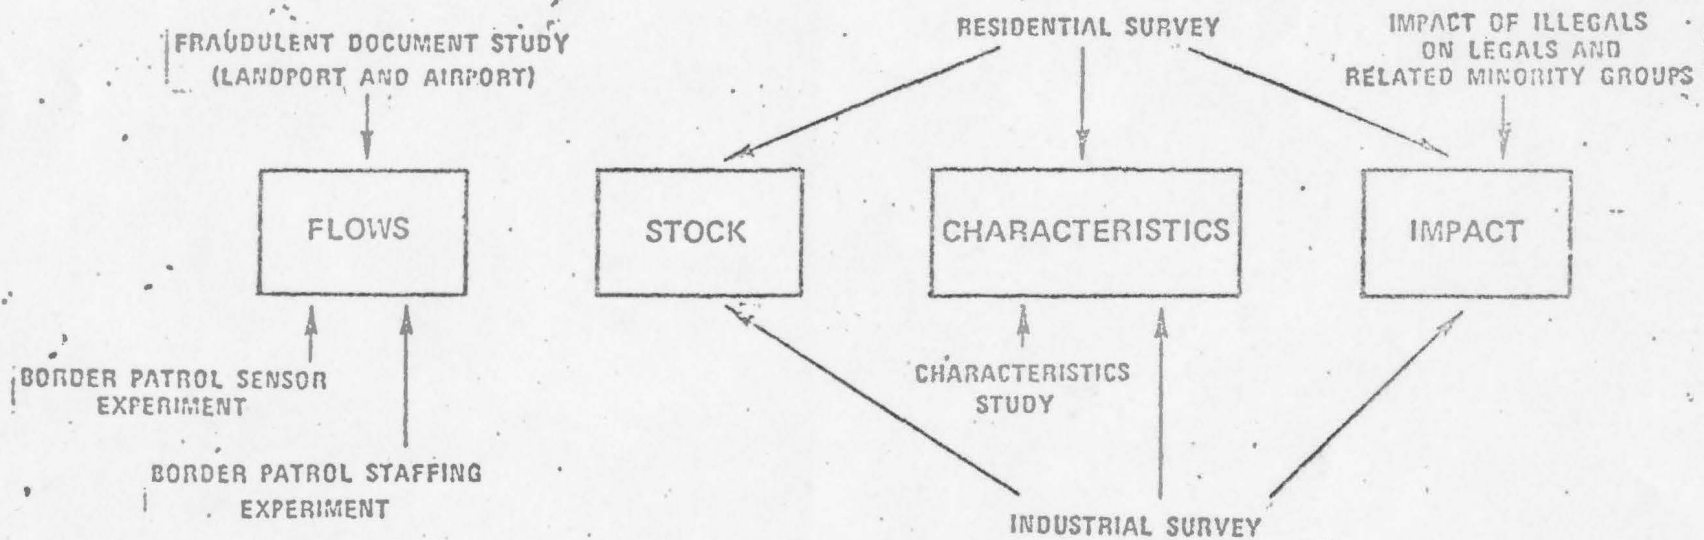 FRAUDULENT DOCUMENT STUDY
(LANDPORT AND AIRPORT)
RESIDENTIAL SURVEY
IMPACT OF ILLEGALS
ON LEGALS AND
RELATED MINORITY GROUPS
FLOWS
STOCK
CHARACTERISTICS
IMPACT
BORDER PATROL SENSOR
EXPERIMENT
CHARACTERISTICS
STUDY
BORDER PATROL STAFFING
EXPERIMENT
INDUSTRIAL SURVEY